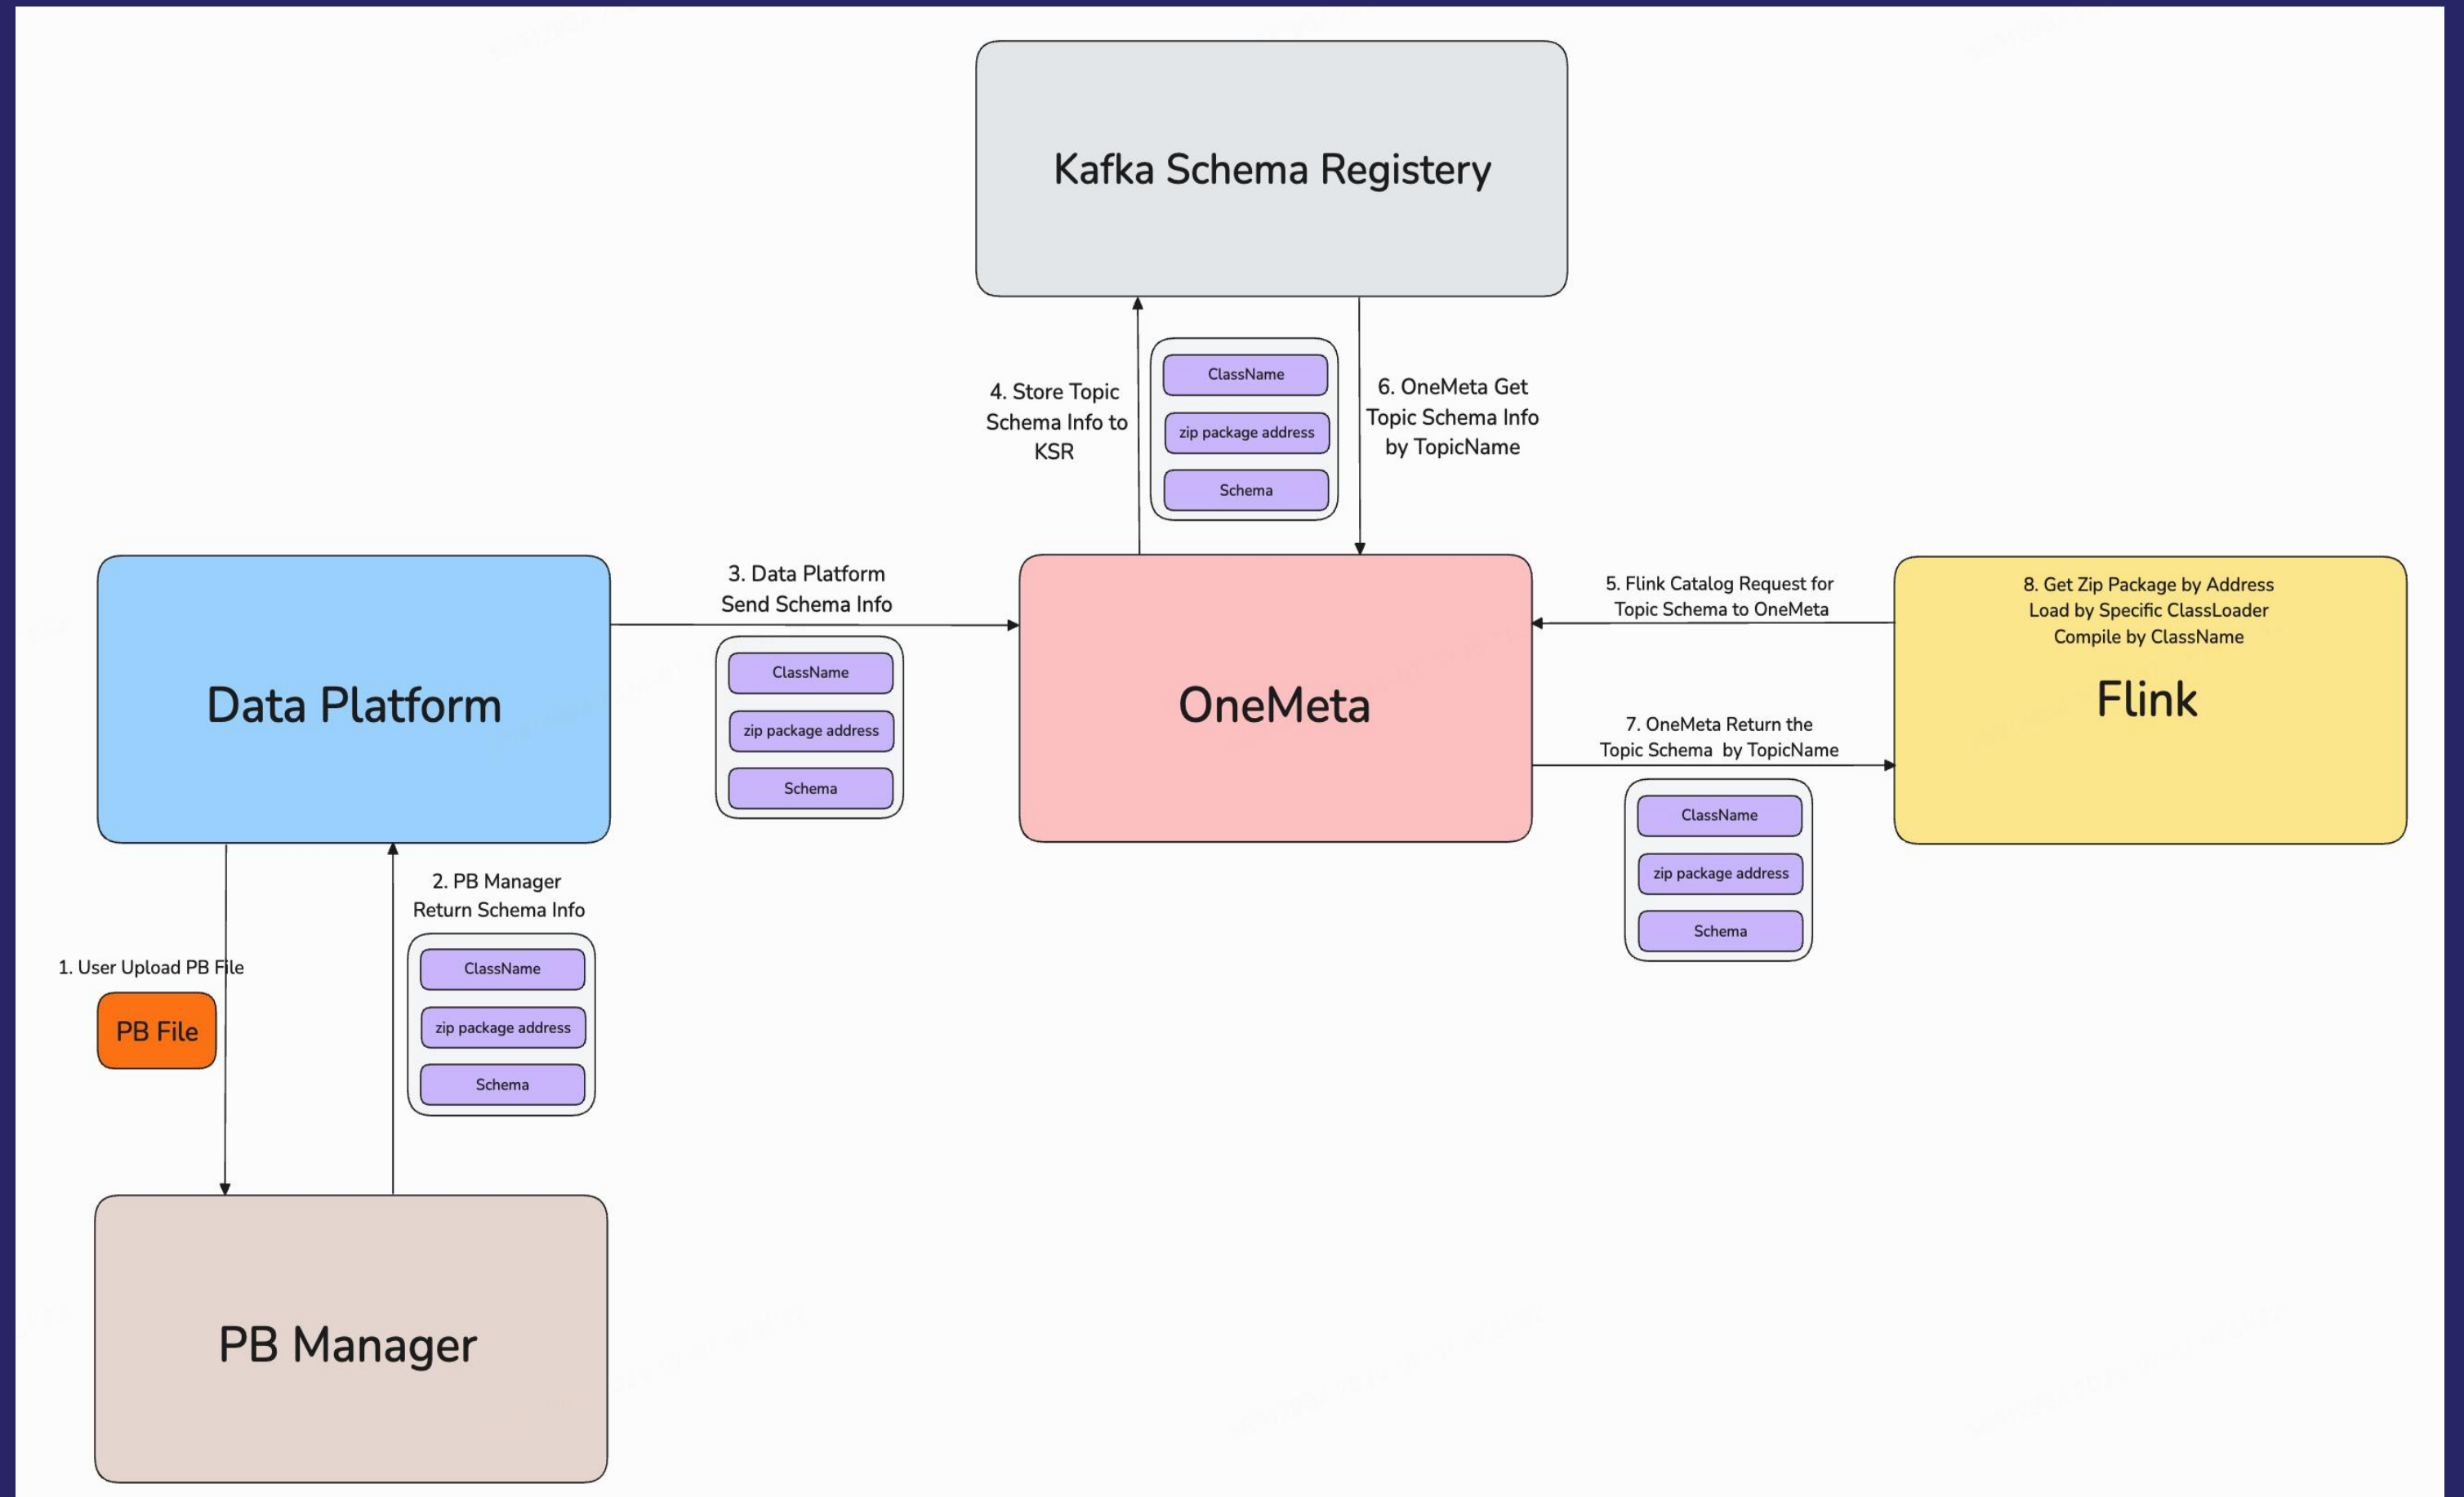 Kafka Schema Registery
4. Store Topic
Schema Info to
KSR
ClassName
zip package address
Schema
6. OneMeta Get
Topic Schema Info
by TopicName
Data Platform
3. Data Platform
Send Schema Info
ClassName
zip package address
Schema
OneMeta
5. Flink Catalog Request for
Topic Schema to OneMeta
7. OneMeta Return the
Topic Schema by TopicName
ClassName
zip package address
Schema
8. Get Zip Package by Address
Load by Specific ClassLoader
Compile by ClassName
Flink
1. User Upload PB File
PB File
2. PB Manager
Return Schema Info
ClassName
zip package address
Schema
PB Manager